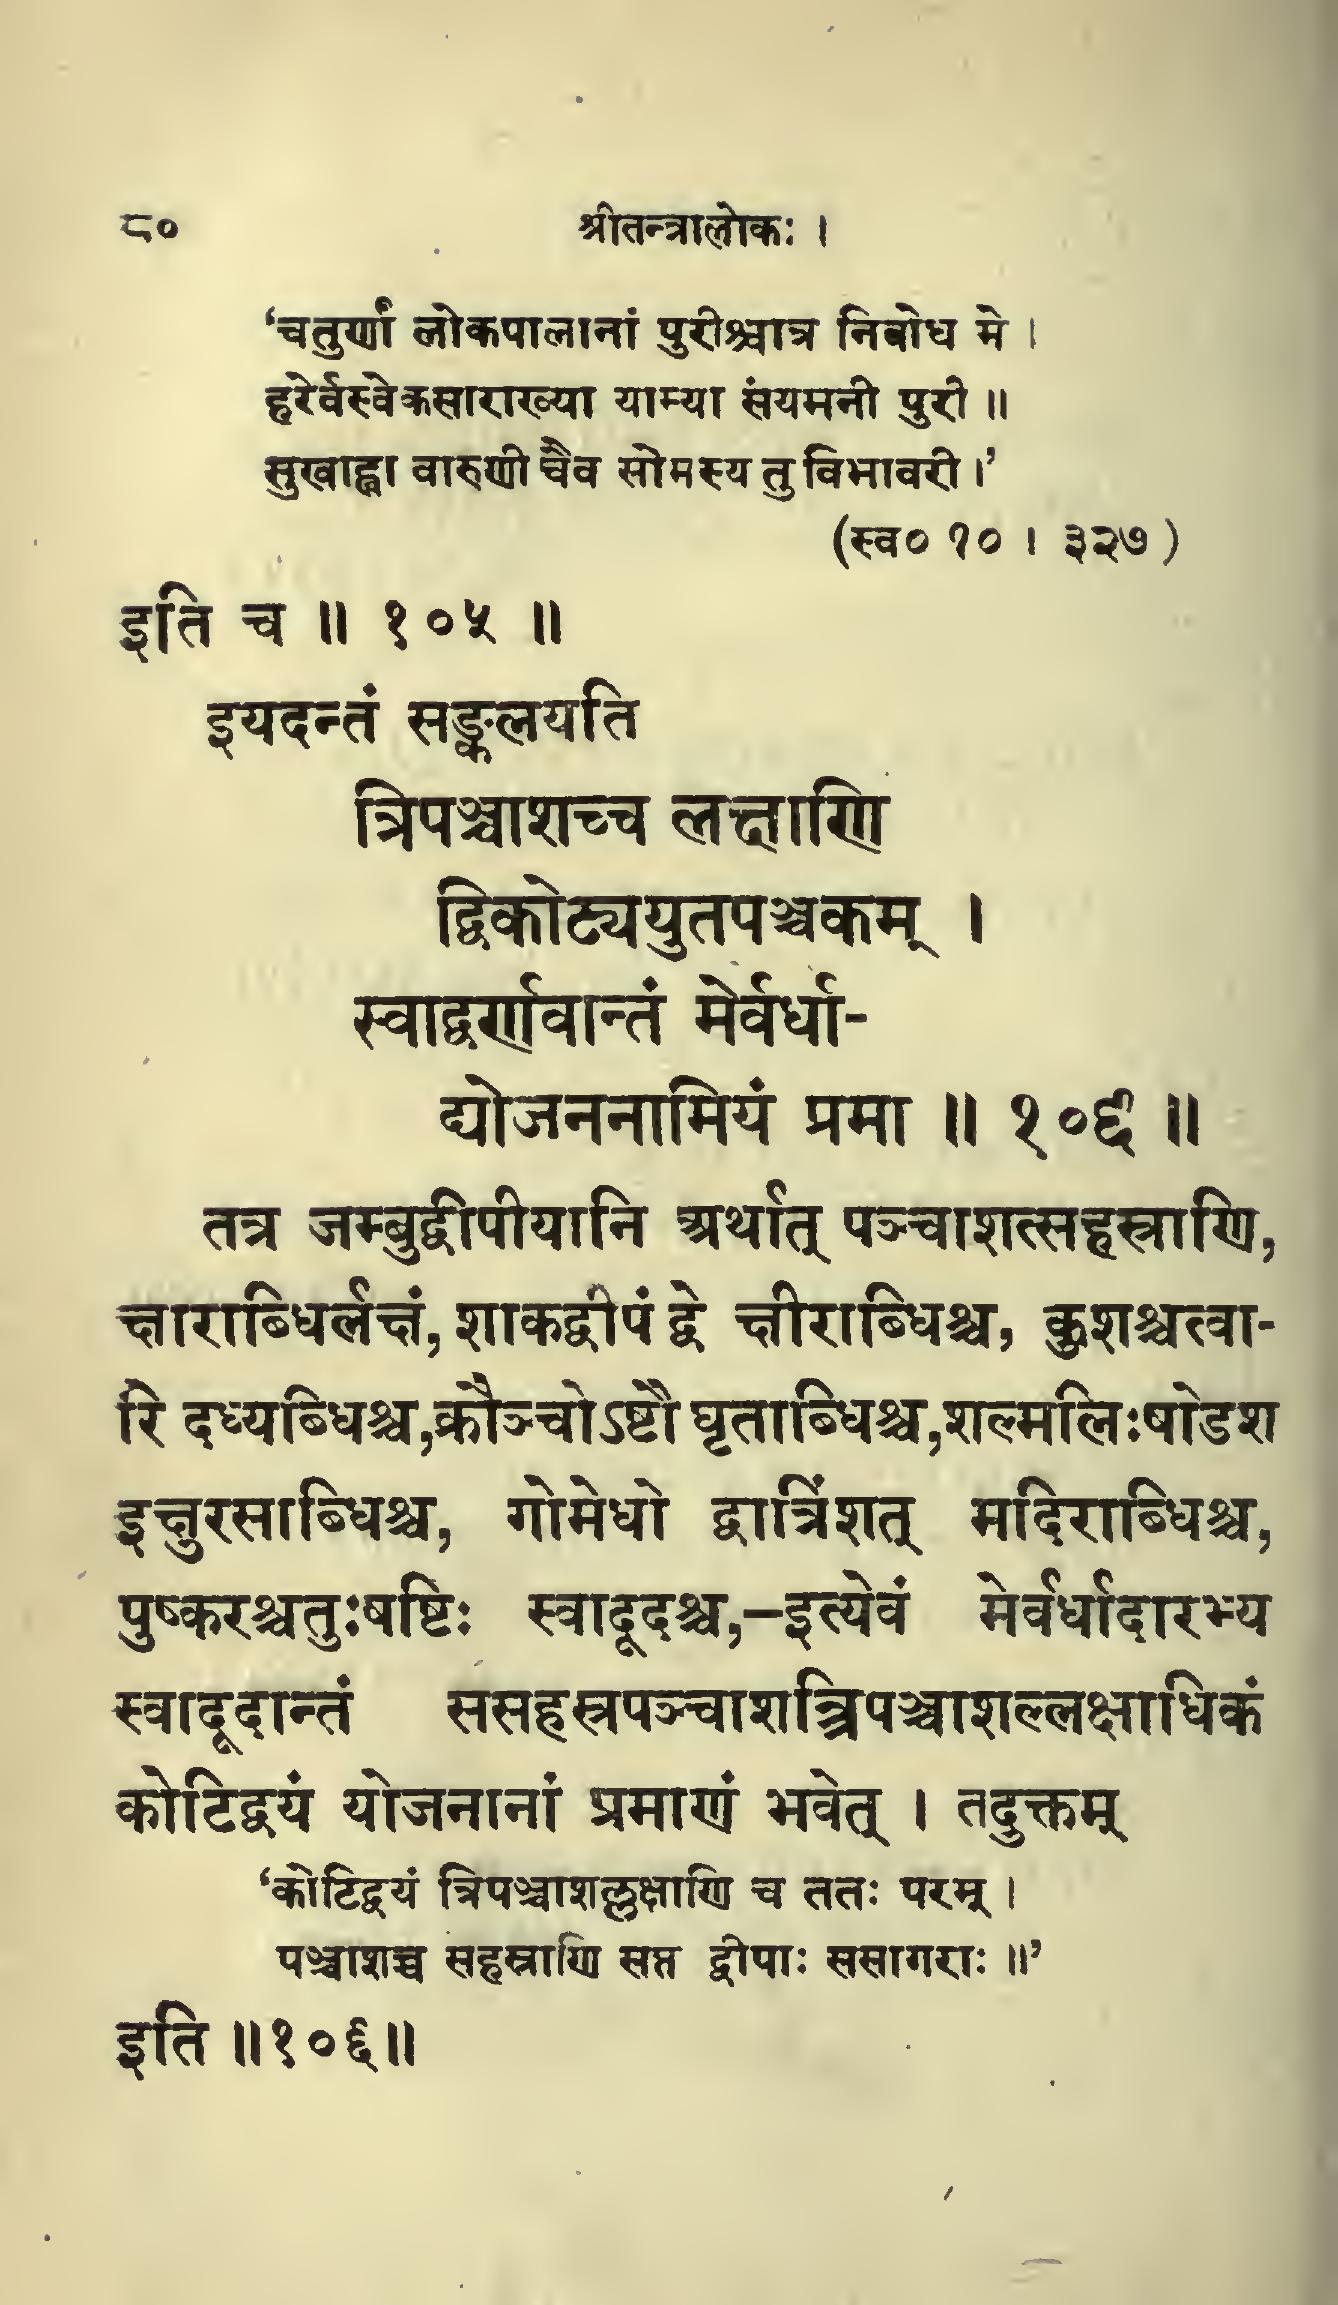 ८० श्रीतन्त्रालोकः ।
‘चतुर्णां लोकपालानां पुरीश्चात्र निबोध मे ।
हरेर्वस्वेकसाराख्या याम्या संयमनी पुरी ॥
सुखाह्वा वारुणी चैव सोमस्य तु विभावरी ।’
(स्व० १० । ३२७ )
इति च ॥ १०५ ॥
इयदन्तं सङ्कलयति
त्रिपञ्चाशच्च लक्षाणि
द्विकोट्ययुतपञ्चकम् ।
स्वाद्वर्णवान्तं मेर्वर्धा-
द्योजननामियं प्रमा ॥ १०६ ॥
तत्र जम्बुद्वीपीयानि अर्थात् पञ्चाशत्सहस्राणि,
क्षाराब्धिर्लक्षं, शाकद्वीपं द्वे क्षीराब्धिश्च, कुशश्चत्वा-
रि दध्यब्धिश्च,क्रौञ्चोऽष्टौ घृताब्धिश्च,शल्मलिःषोडश
इक्षुरसाब्धिश्च, गोमेधो द्वात्रिंशत् मदिराब्धिश्च,
पुष्करश्चतुःषष्टिः स्वादूदश्च,–इत्येवं मेर्वर्धादारभ्य
स्वादूदान्तं ससहस्रपञ्चाशत्त्रिपञ्चाशल्लक्षाधिकं
कोटिद्वयं योजनानां प्रमाणं भवेत् । तदुक्तम्
‘कोटिद्वयं त्रिपञ्चाशल्लक्षाणि च ततः परम् ।
पञ्चाशच्च सहस्राणि सप्त द्वीपाः ससागराः ॥’
इति ॥१०६॥